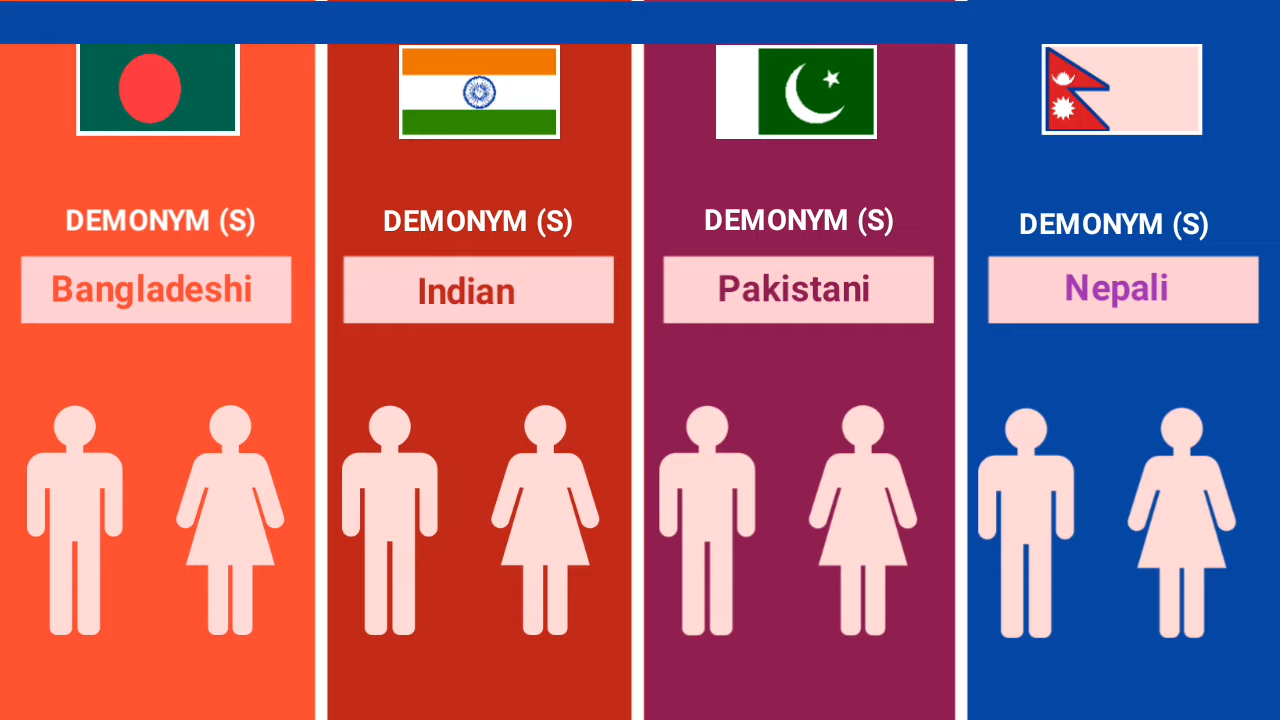 DEMONYM (S)
Bangladeshi
DEMONYM (S)
Indian
DEMONYM (S)
Pakistani
DEMONYM (S)
Nepali